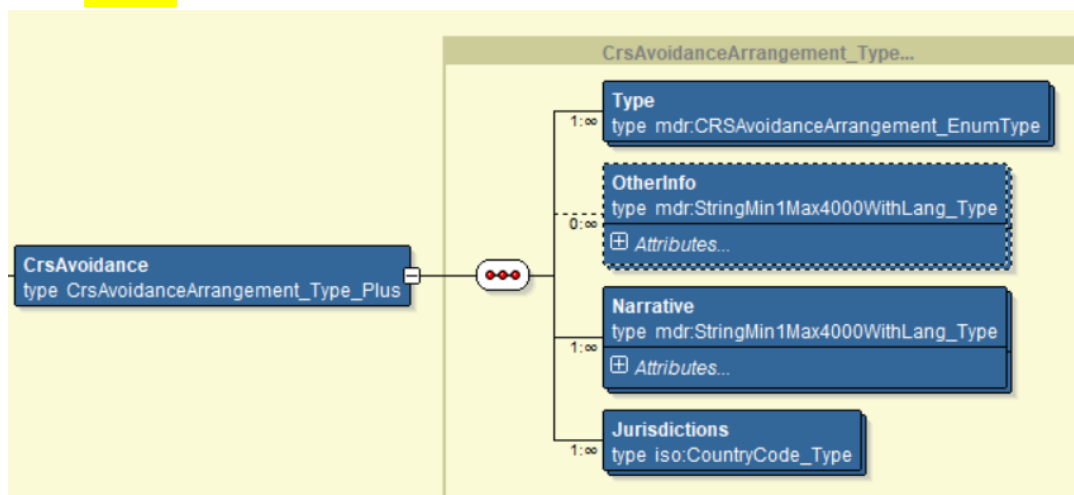 CrsAvoidanceArrangement_Type...
Type
type mdr:CRSAvoidanceArrangement_EnumType
1:∞
OtherInfo
type mdr:StringMin1Max4000WithLang_Type
0:∞
Attributes...
CrsAvoidance
type CrsAvoidanceArrangement_Type_Plus
Narrative
type mdr:StringMin1Max4000WithLang_Type
1:∞
Attributes...
Jurisdictions
type iso:CountryCode_Type
1:∞